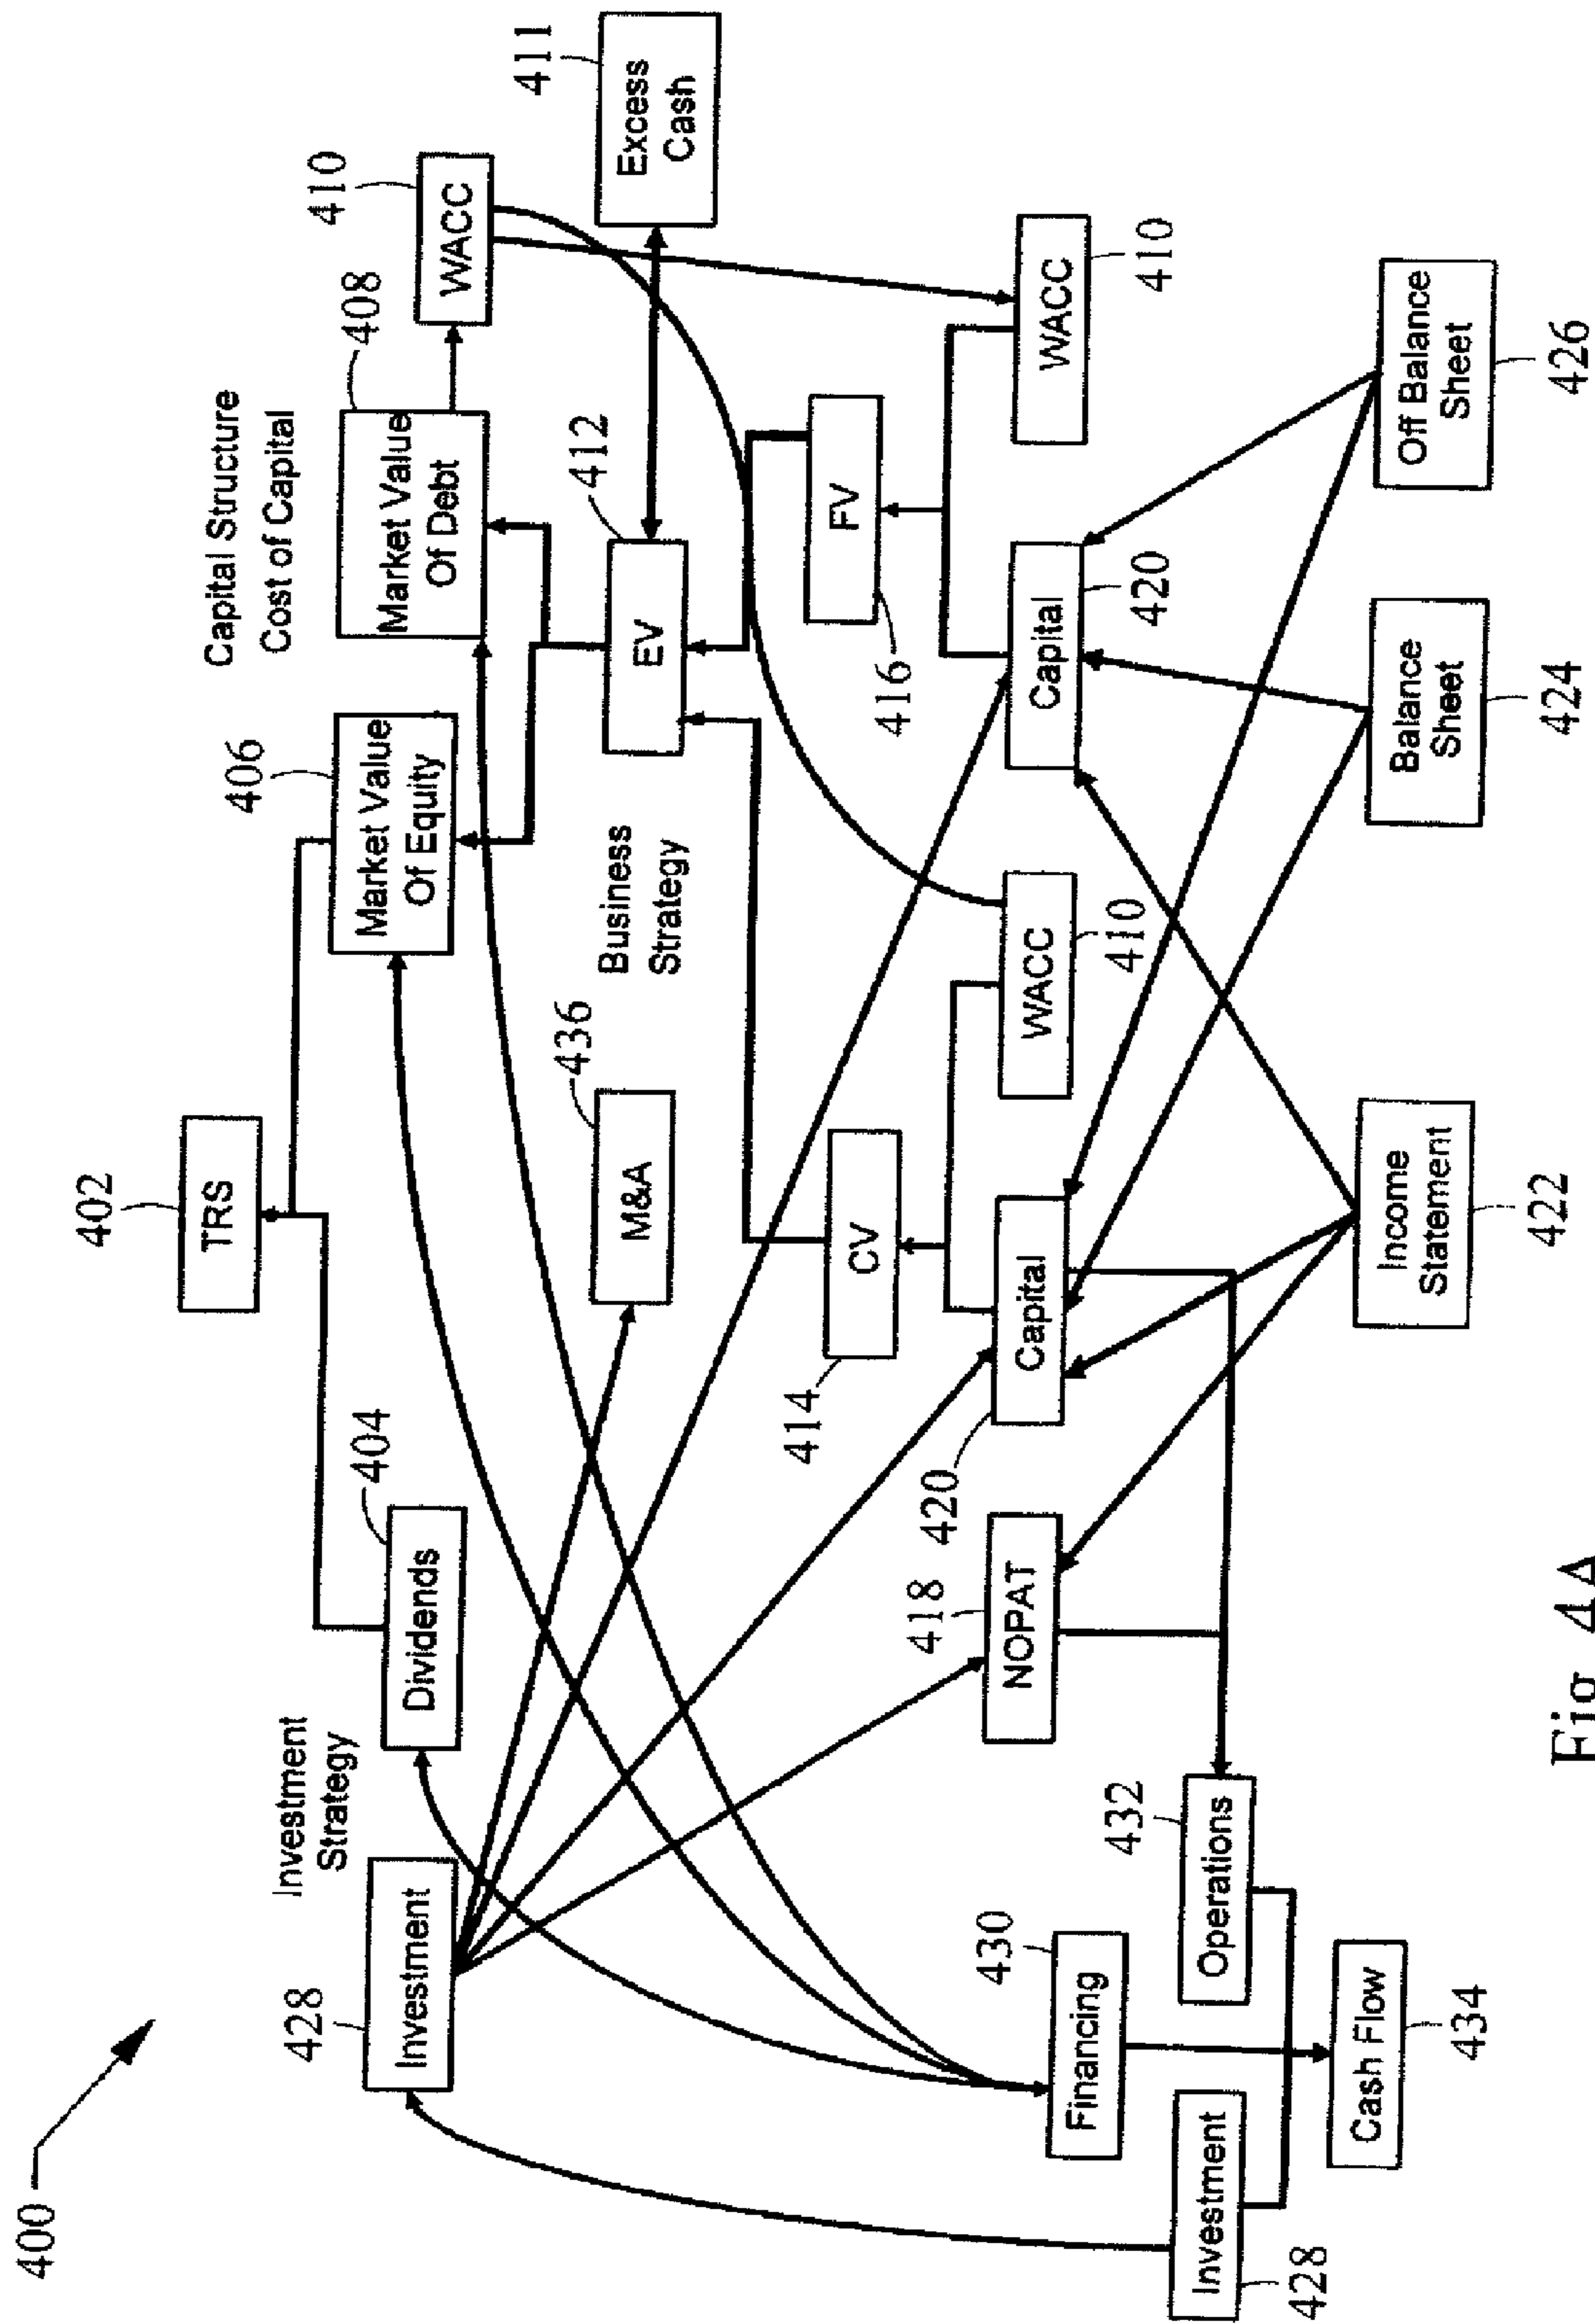 400
402
TRS
Capital Structure
Cost of Capital
Investment
Strategy
428
Investment
404
Dividends
406
Market Value
Of Equity
408
Market Value
Of Debt
410
WACC
436
M&A
Business
Strategy
412
EV
411
Excess
Cash
414
CV
416
FV
418
NOPAT
420
Capital
WACC
410
Capital
420
WACC
410
430
Financing
432
Operations
Investment
428
Cash Flow
434
Income
Statement
422
Balance
Sheet
424
Off Balance
Sheet
426
Fig. 4A